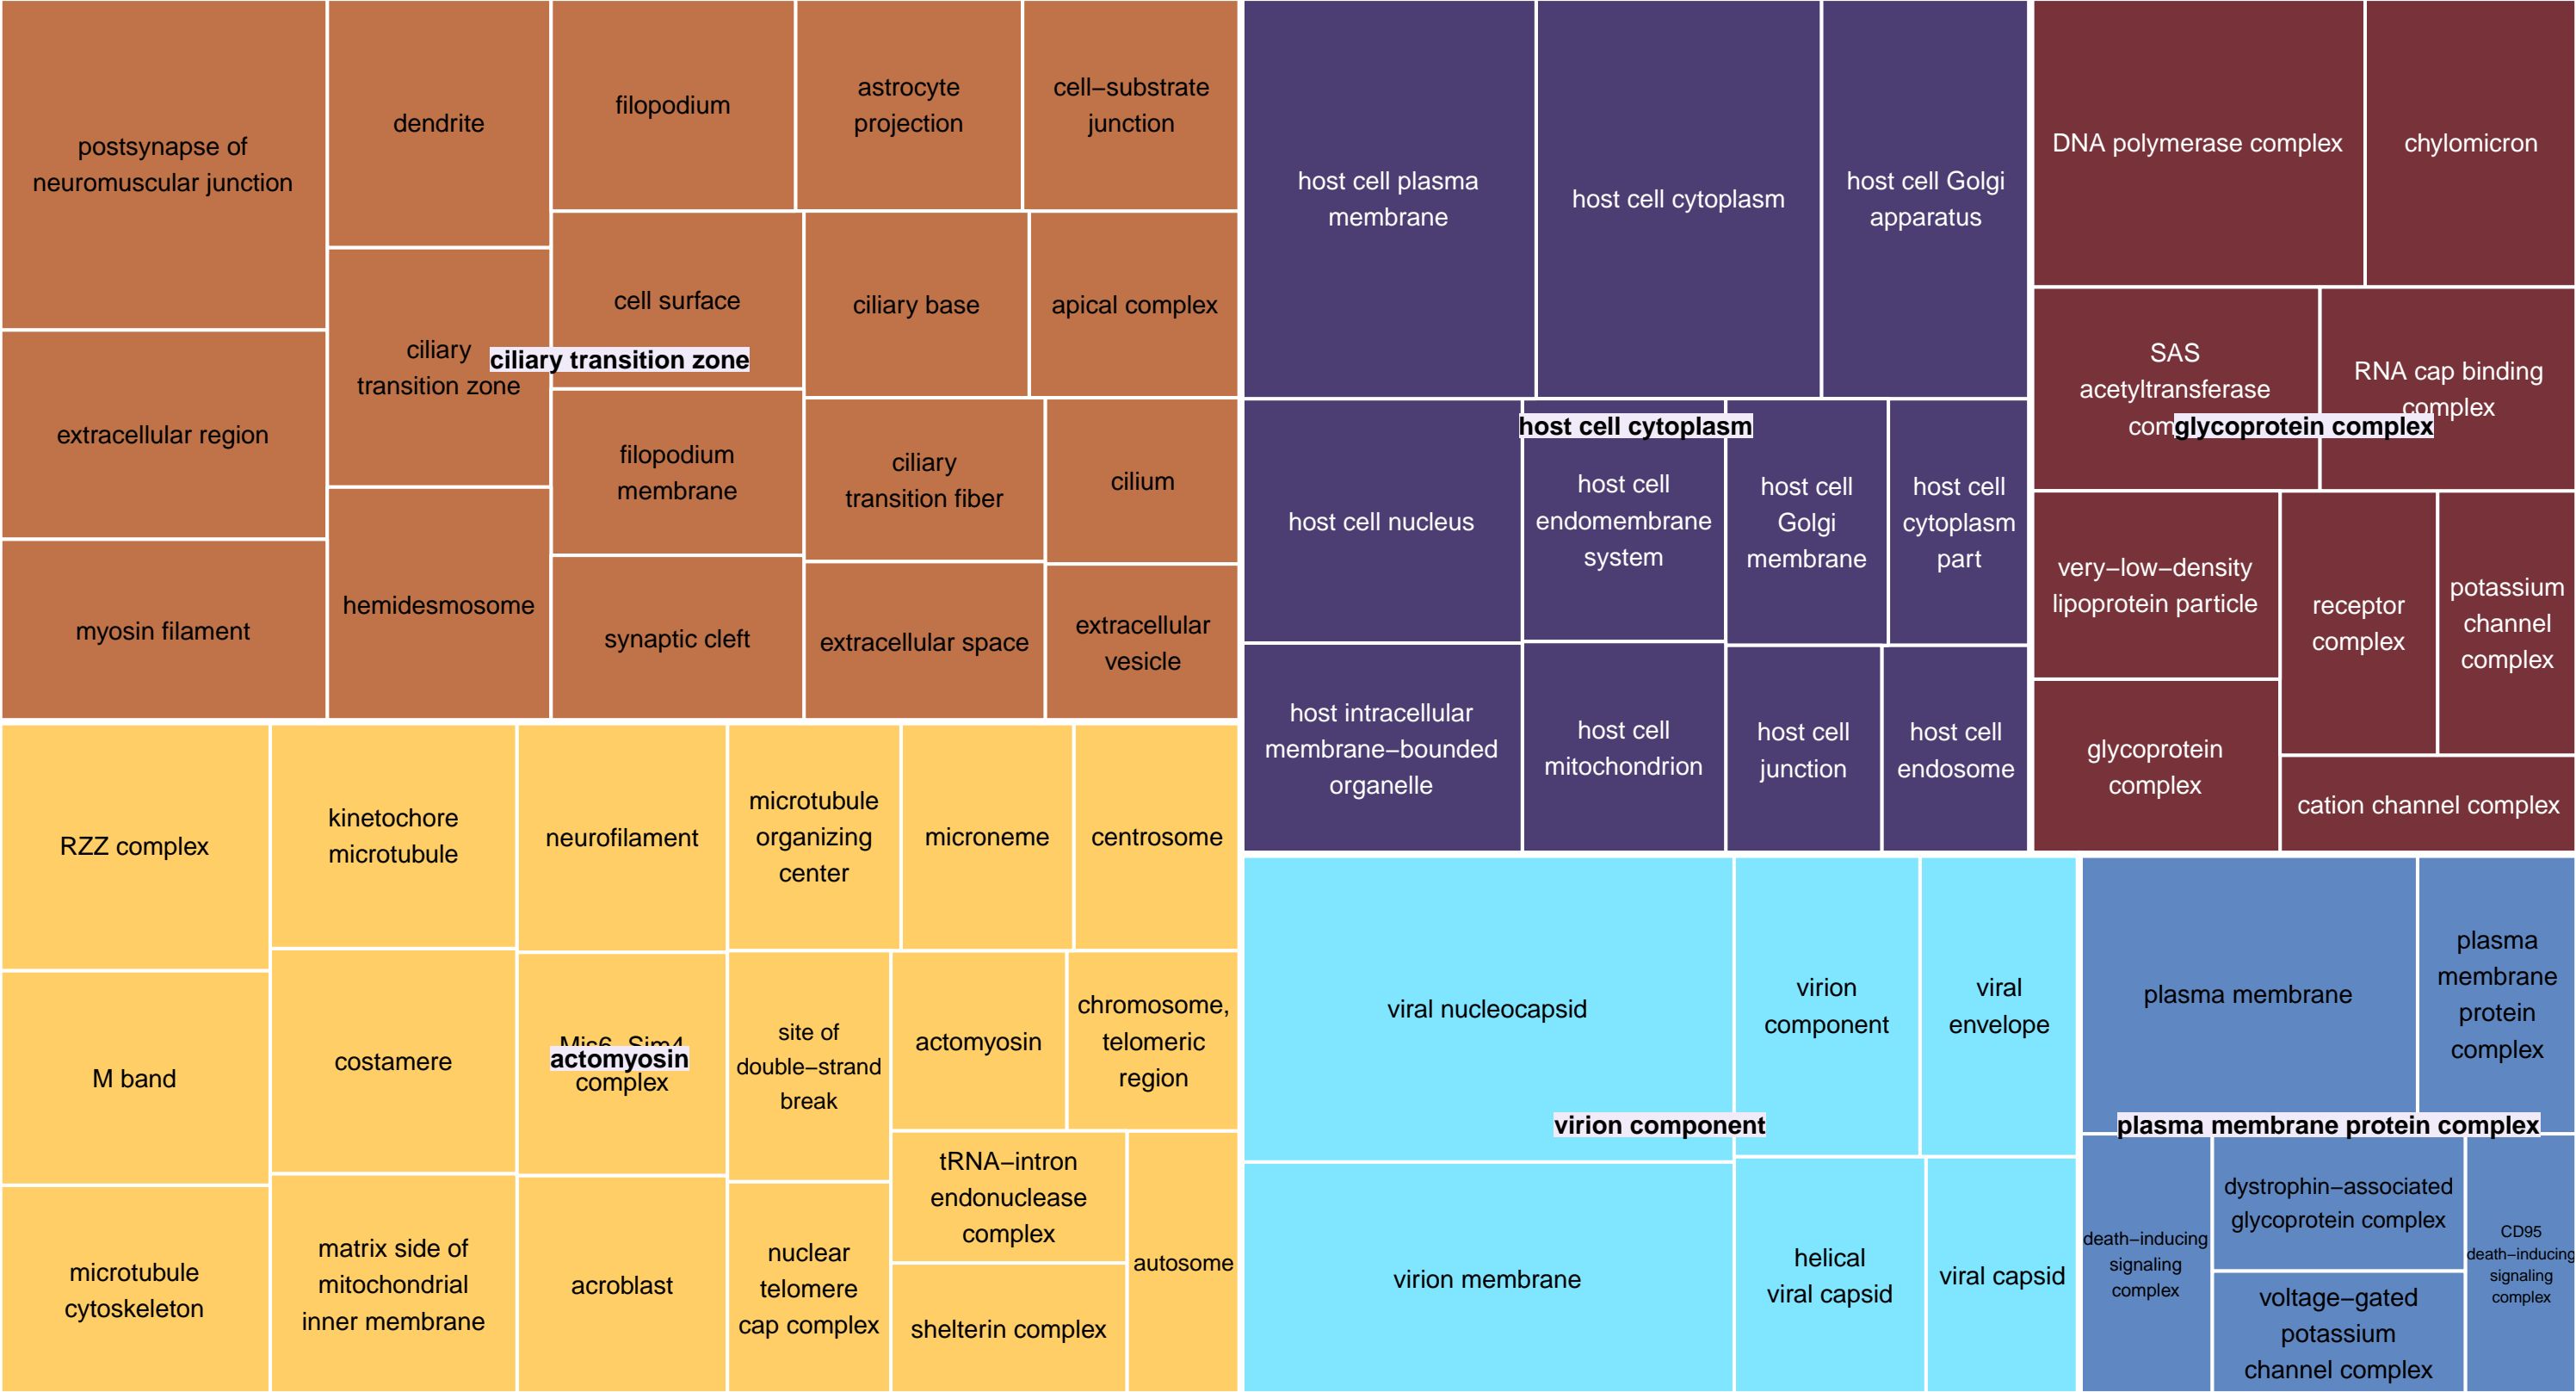 postsynapse of
neuromuscular junction
extracellular region
myosin filament
dendrite
ciliary
transition zone
hemidesmosome
filopodium
astrocyte
projection
cell−substrate
junction
cell surface
ciliary base
apical complex
ciliary transition zone
filopodium
membrane
ciliary
transition fiber
cilium
synaptic cleft
extracellular space
extracellular
vesicle
host cell plasma
membrane
host cell cytoplasm
host cell Golgi
apparatus
host cell cytoplasm
host cell nucleus
host cell
endomembrane
system
host cell
Golgi
membrane
host cell
cytoplasm
part
host intracellular
membrane−bounded
organelle
host cell
mitochondrion
host cell
junction
host cell
endosome
DNA polymerase complex
chylomicron
SAS
acetyltransferase
RNA cap binding
complex
glycoprotein complex
very−low−density
lipoprotein particle
receptor
complex
potassium
channel
complex
glycoprotein
complex
cation channel complex
RZZ complex
M band
microtubule
cytoskeleton
kinetochore
microtubule
costamere
matrix side of
mitochondrial
inner membrane
neurofilament
complex
actomyosin
acroblast
microtubule
organizing
center
microneme
centrosome
site of
double−strand
break
actomyosin
chromosome,
telomeric
region
nuclear
telomere
cap complex
tRNA−intron
endonuclease
complex
shelterin complex
autosome
viral nucleocapsid
virion
component
viral
envelope
virion component
virion membrane
helical
viral capsid
viral capsid
plasma membrane
plasma
membrane
protein
complex
plasma membrane protein complex
death−inducing
signaling
complex
dystrophin−associated
glycoprotein complex
voltage−gated
potassium
channel complex
CD95
death−inducing
signaling
complex